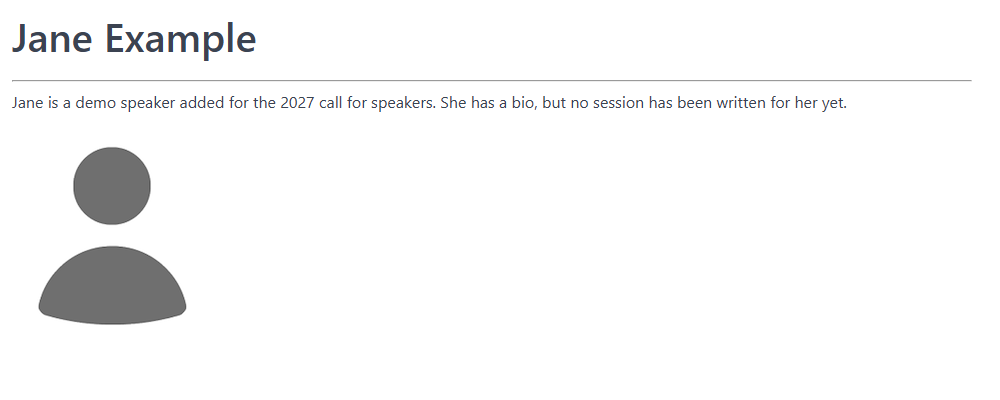 Jane Example
Jane is a demo speaker added for the 2027 call for speakers. She has a bio, but no session has been written for her yet.